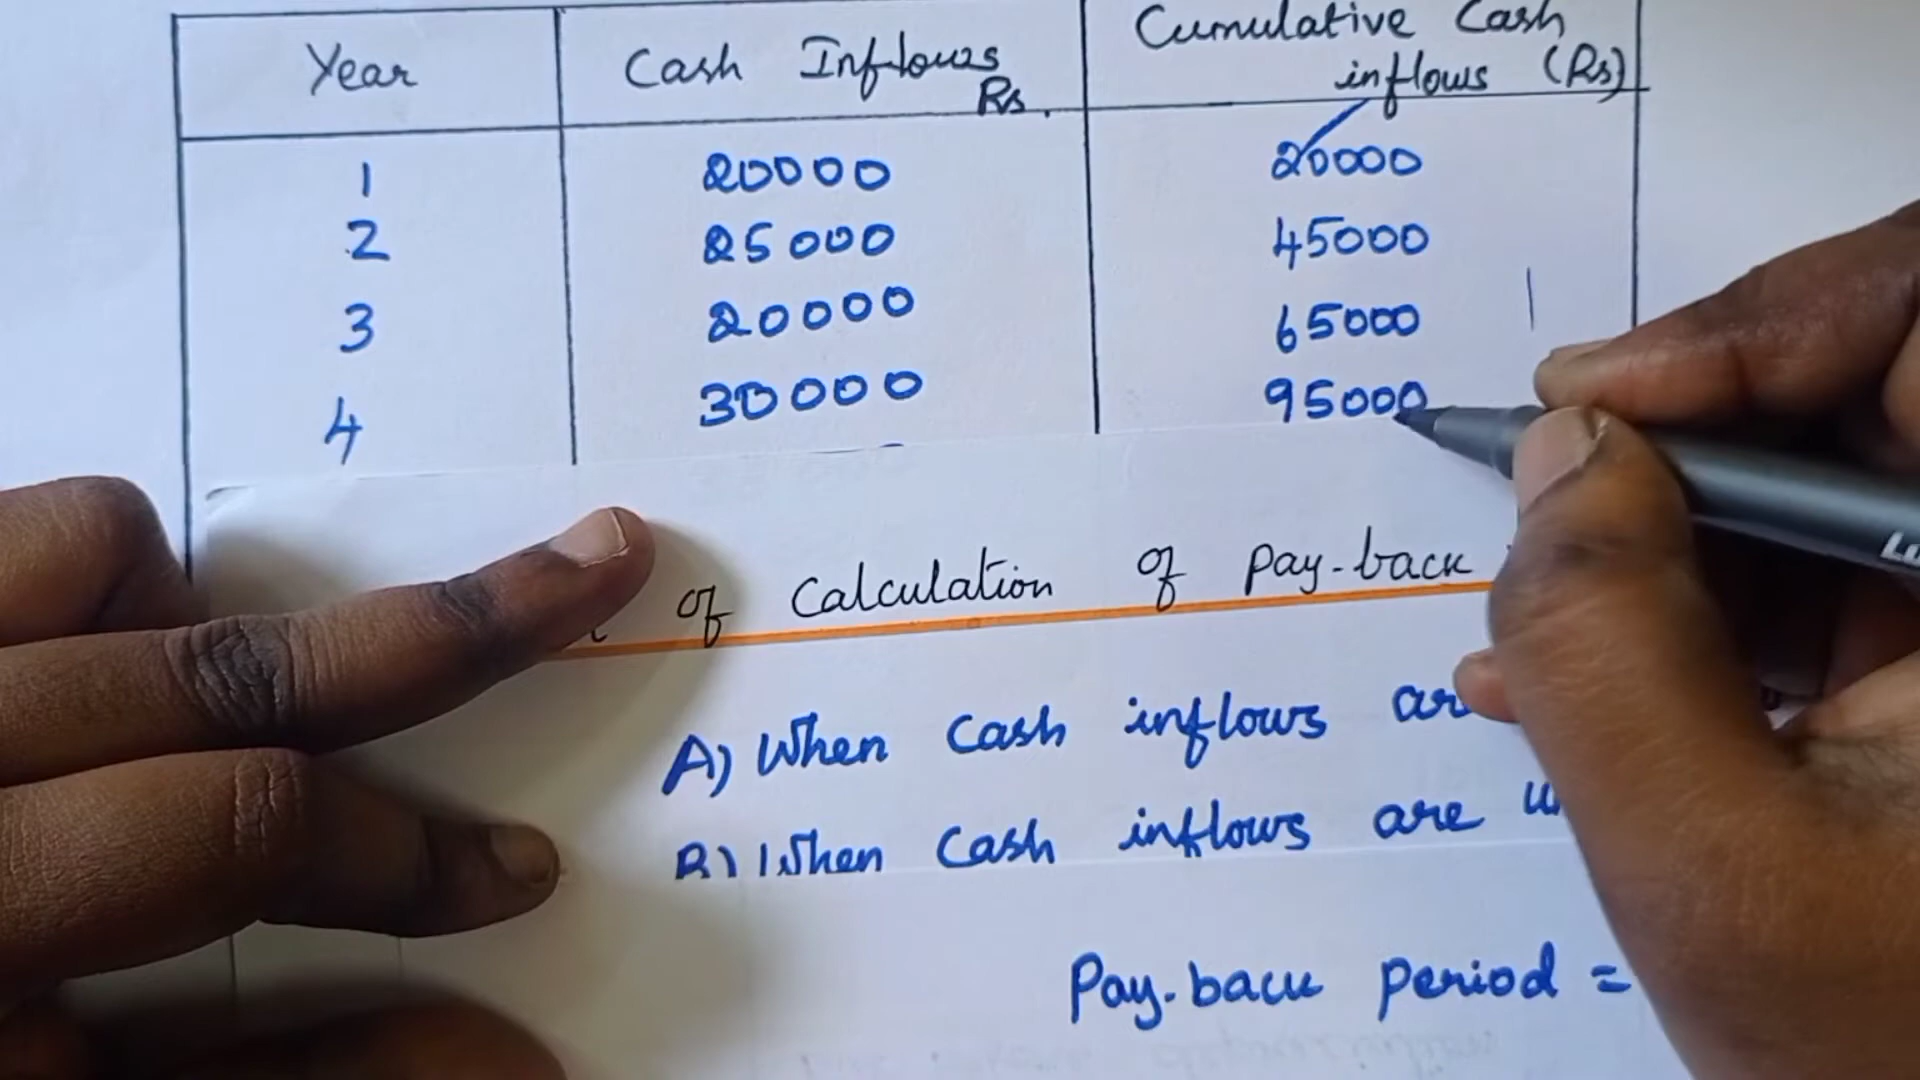 Year Cash Inflows Rs. Cumulative Cash inflows (Rs)
1 20000 20000
2 25000 45000
3 20000 65000
4 30000 95000
of Calculation of Pay-back
A) When Cash inflows
B) When Cash inflows are
Pay-back period =